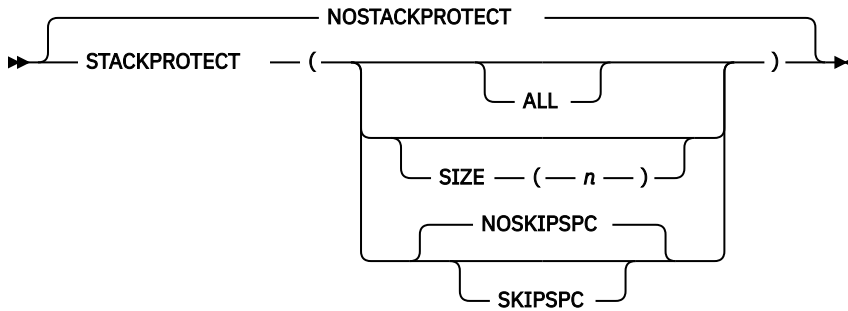 NOSTACKPROTECT
STACKPROTECT ( )
ALL
SIZE ( n )
NOSKIPSPC
SKIPSPC